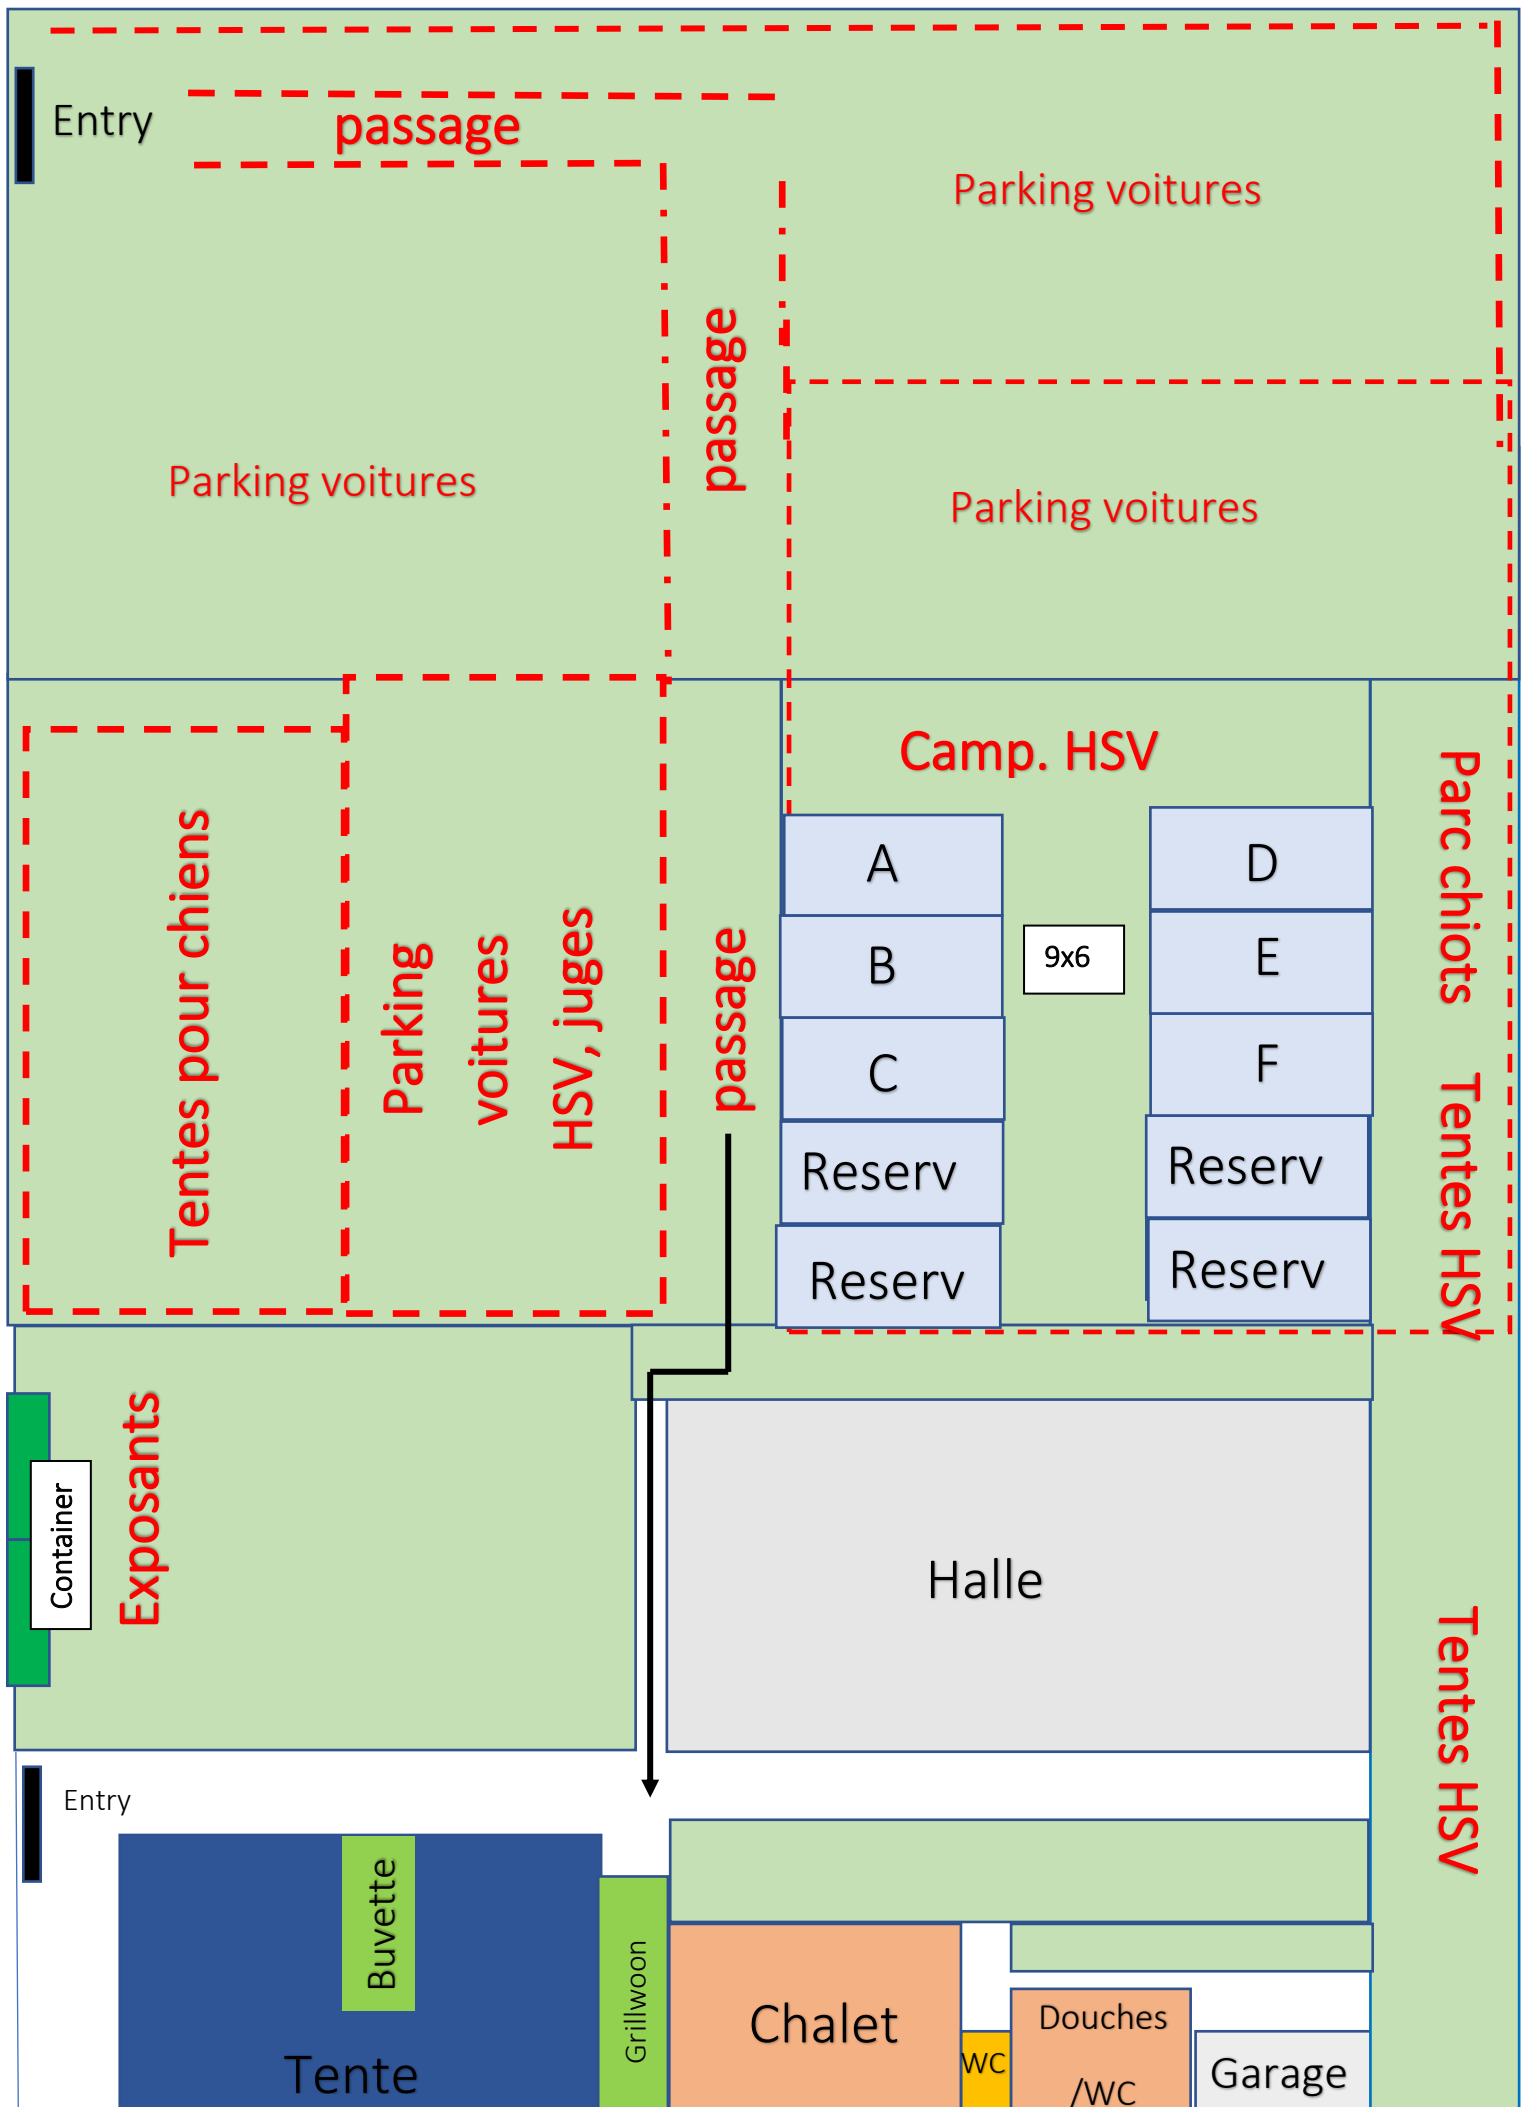 Entry
passage
Parking voitures
passage
Parking voitures
Parking voitures
Camp. HSV
Tentes pour chiens
Parking
voitures
HSV, juges
passage
A
B
C
Reserv
Reserv
9x6
D
E
F
Reserv
Reserv
Parc chiots
Tentes HSV
Container
Exposants
Halle
Tentes HSV
Entry
Buvette
Tente
Grillwoon
Chalet
WC
Douches
/WC
Garage